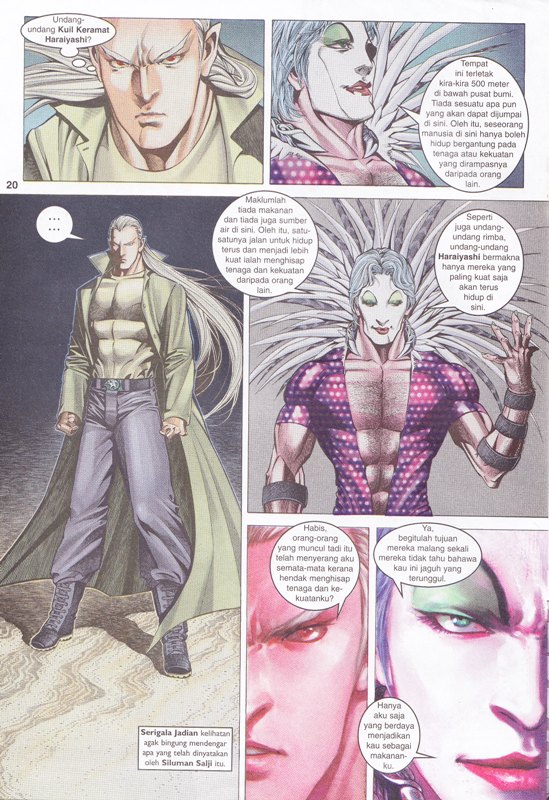 Undang-
undang Kuil Keramat
Haraiyashi?
Tempat
ini terletak
kira-kira 500 meter
di bawah pusat bumi.
Tiada sesuatu apa pun
yang akan dapat dijumpai
di sini. Oleh itu, seseorang
manusia di sini hanya boleh
hidup bergantung pada
tenaga atau kekuatan
yang dirampasnya
daripada orang
lain.
20
...
...
Maklumlah
tiada makanan
dan tiada juga sumber
air di sini. Oleh itu, satu-
satunya jalan untuk hidup
terus dan menjadi lebih
kuat ialah menghisap
tenaga dan kekuatan
daripada orang
lain.
Seperti
juga undang-
undang rimba,
undang-undang
Haraiyashi bermakna
hanya mereka yang
paling kuat saja
akan terus
hidup di
sini.
Serigala Jadian kelihatan
agak bingung mendengar
apa yang telah dinyatakan
oleh Siluman Salji itu.
Habis,
orang-orang
yang muncul tadi itu
telah menyerang aku
semata-mata kerana
hendak menghisap
tenaga dan ke-
kuatanku?
Ya,
begitulah tujuan
mereka malang sekali
mereka tidak tahu bahawa
kau ini jaguh yang
terunggul.
Hanya
aku saja
yang berdaya
menjadikan
kau sebagai
makanan-
ku.